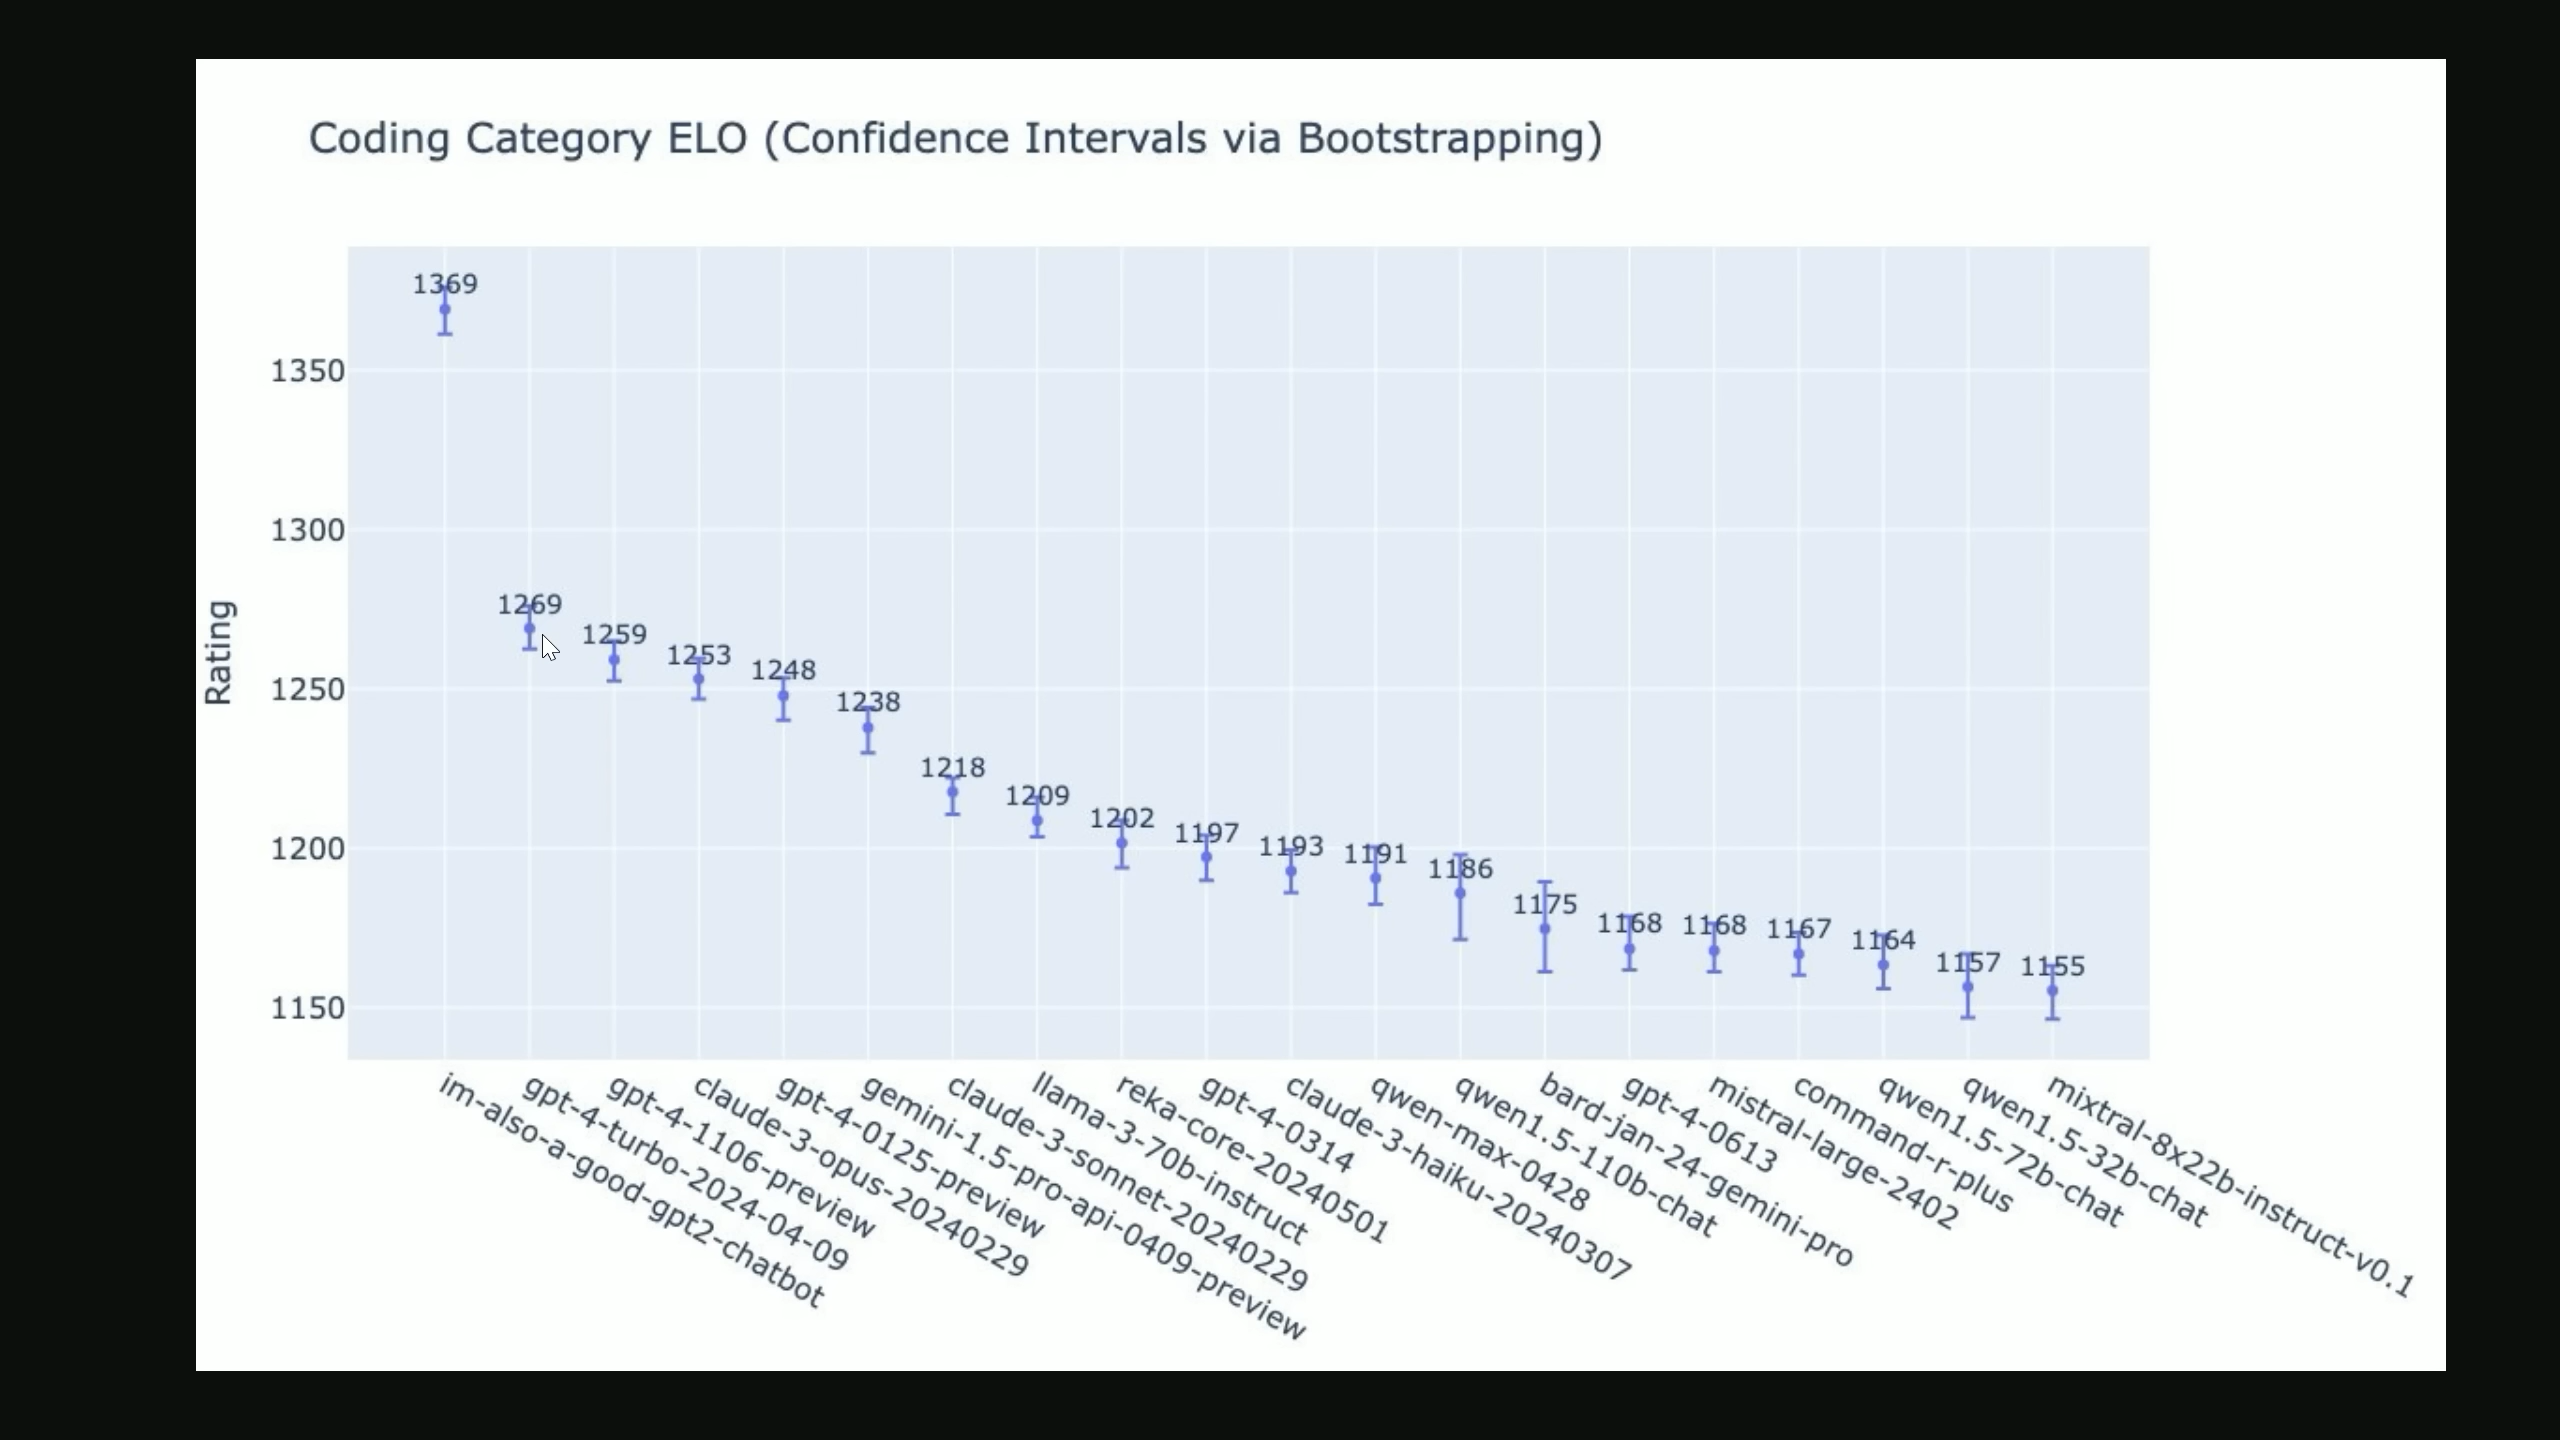 Coding Category ELO (Confidence Intervals via Bootstrapping)
Rating
1350
1300
1250
1200
1150
1369
1269
1259
1253
1248
1238
1218
1209
1202
1197
1193
1191
1186
1175
1168
1168
1167
1164
1157
1155
im-also-a-good-gpt2-chatbot
gpt-4-turbo-2024-04-09
gpt-4-1106-preview
claude-3-opus-20240229
gpt-4-0125-preview
gemini-1.5-pro-api-0409-preview
claude-3-sonnet-20240229
llama-3-70b-instruct
reka-core-20240501
gpt-4-0314
claude-3-haiku-20240307
qwen-max-0428
qwen1.5-110b-chat
bard-jan-24-gemini-pro
gpt-4-0613
mistral-large-2402
command-r-plus
qwen1.5-72b-chat
qwen1.5-32b-chat
mixtral-8x22b-instruct-v0.1